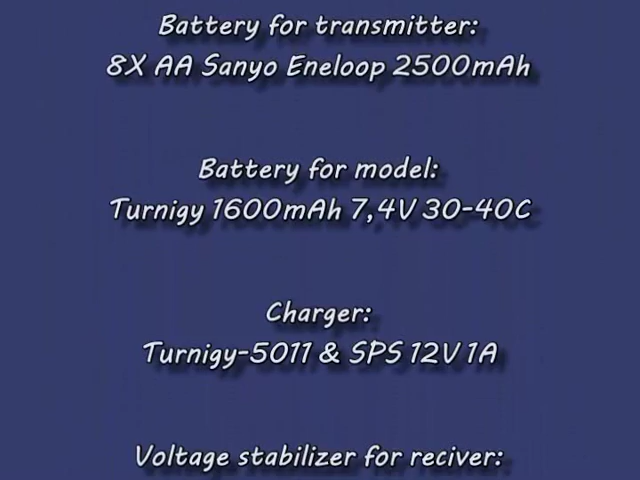 Battery for transmitter:
8X AA Sanyo Eneloop 2500mAh
Battery for model:
Turnigy 1600mAh 7,4V 30-40C
Charger:
Turnigy-5011 & SPS 12V 1A
Voltage stabilizer for reciver: